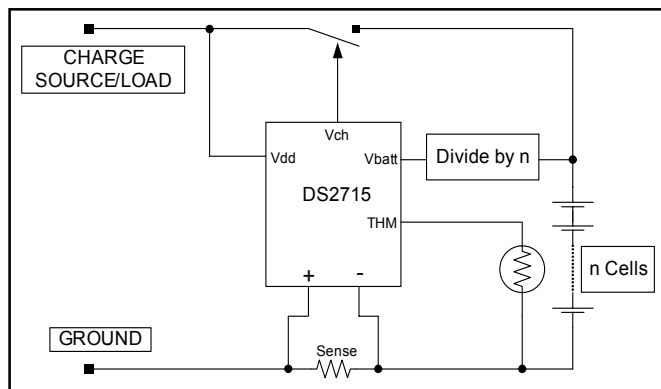 CHARGE
SOURCE/LOAD
Vch
Vdd
Vbatt
Divide by n
DS2715
THM
n Cells
+ -
GROUND
Sense